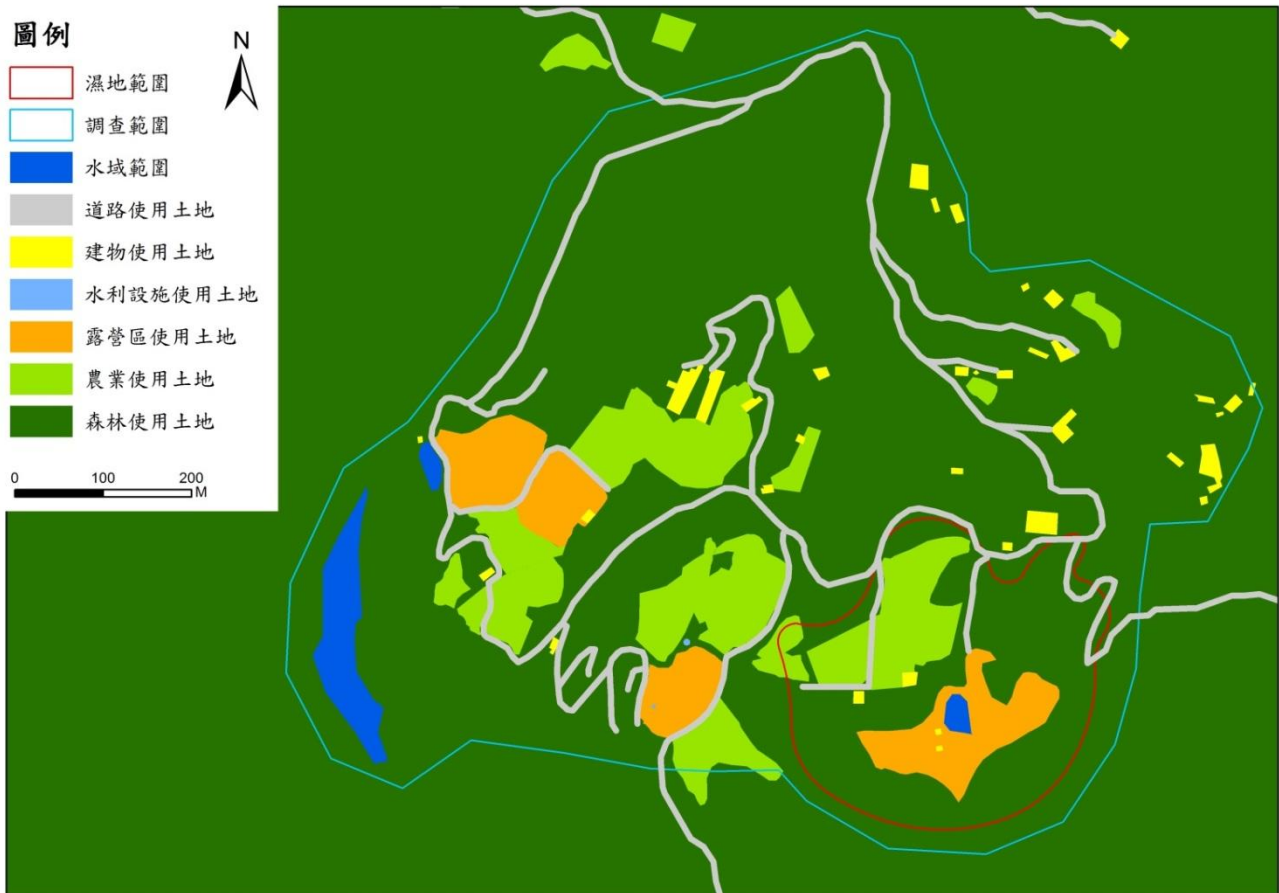 圖例
N
濕地範圍
調查範圍
水域範圍
道路使用土地
建物使用土地
水利設施使用土地
露營區使用土地
農業使用土地
森林使用土地
0 100 200
M